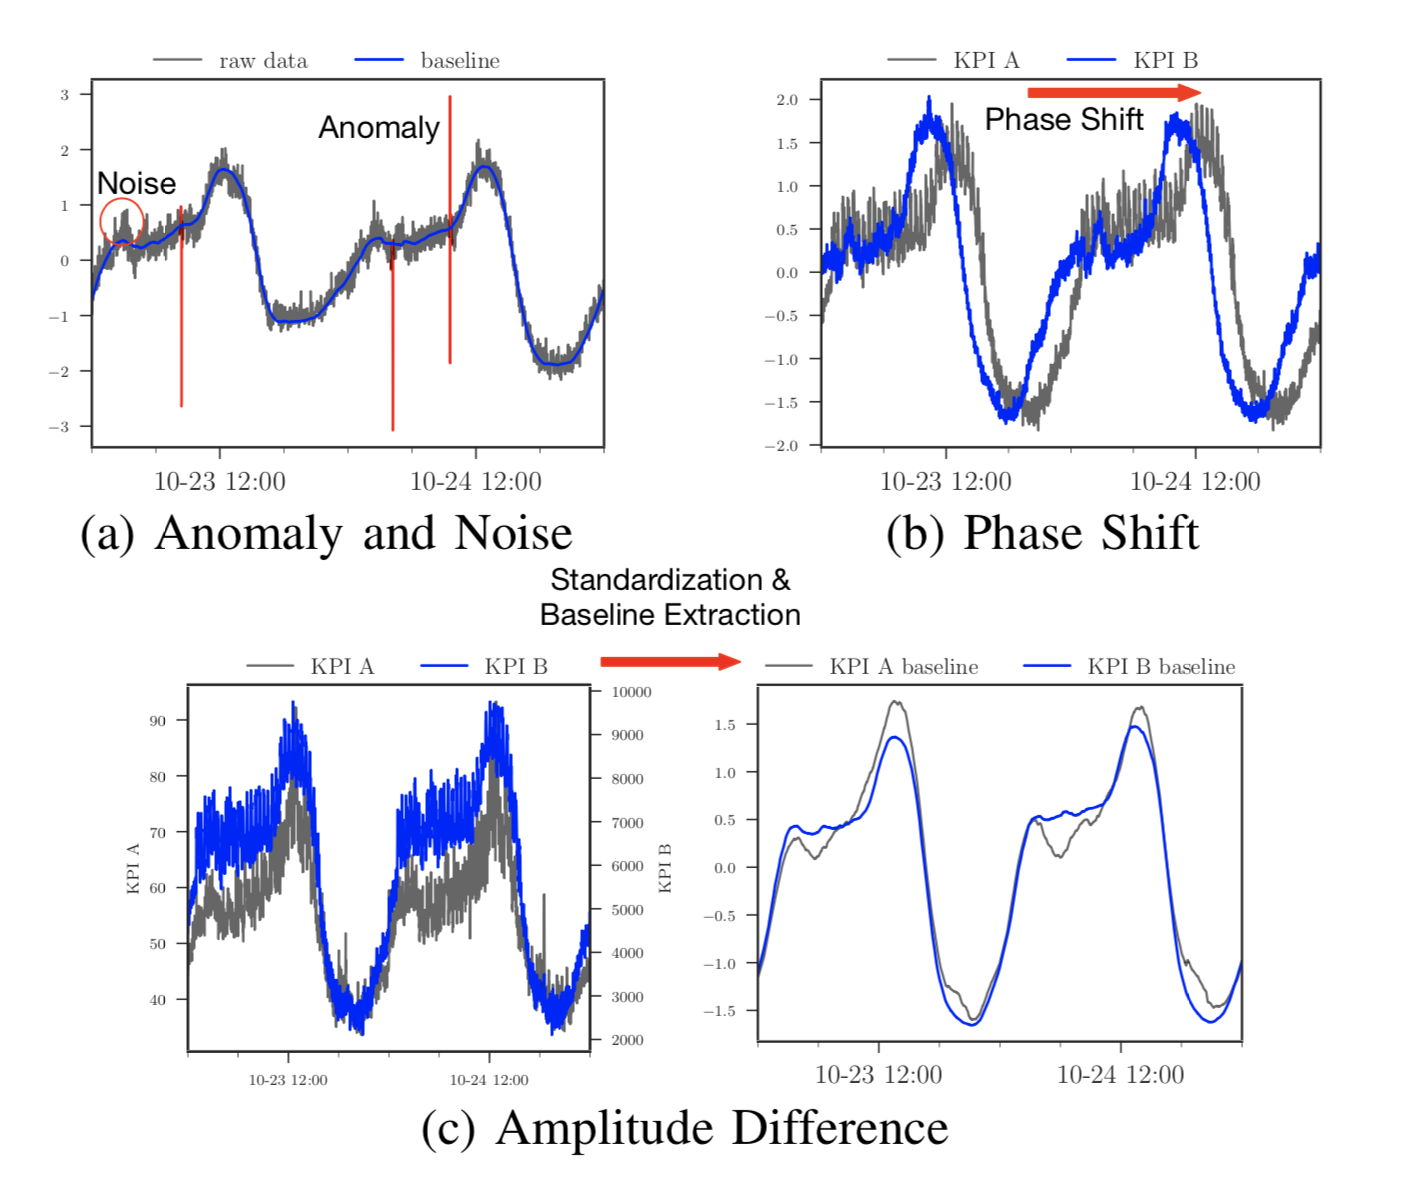 raw data baseline
3
2
1
0
−1
−2
−3
Noise
Anomaly
10-23 12:00 10-24 12:00
(a) Anomaly and Noise
KPI A KPI B
2.0
1.5
1.0
0.5
0.0
−0.5
−1.0
−1.5
−2.0
Phase Shift
10-23 12:00 10-24 12:00
(b) Phase Shift
Standardization &
Baseline Extraction
KPI A KPI B
90
80
70
60
50
40
KPI A
10000
9000
8000
7000
6000
5000
4000
3000
2000
KPI B
10-23 12:00 10-24 12:00
KPI A baseline KPI B baseline
1.5
1.0
0.5
0.0
−0.5
−1.0
−1.5
10-23 12:00 10-24 12:00
(c) Amplitude Difference